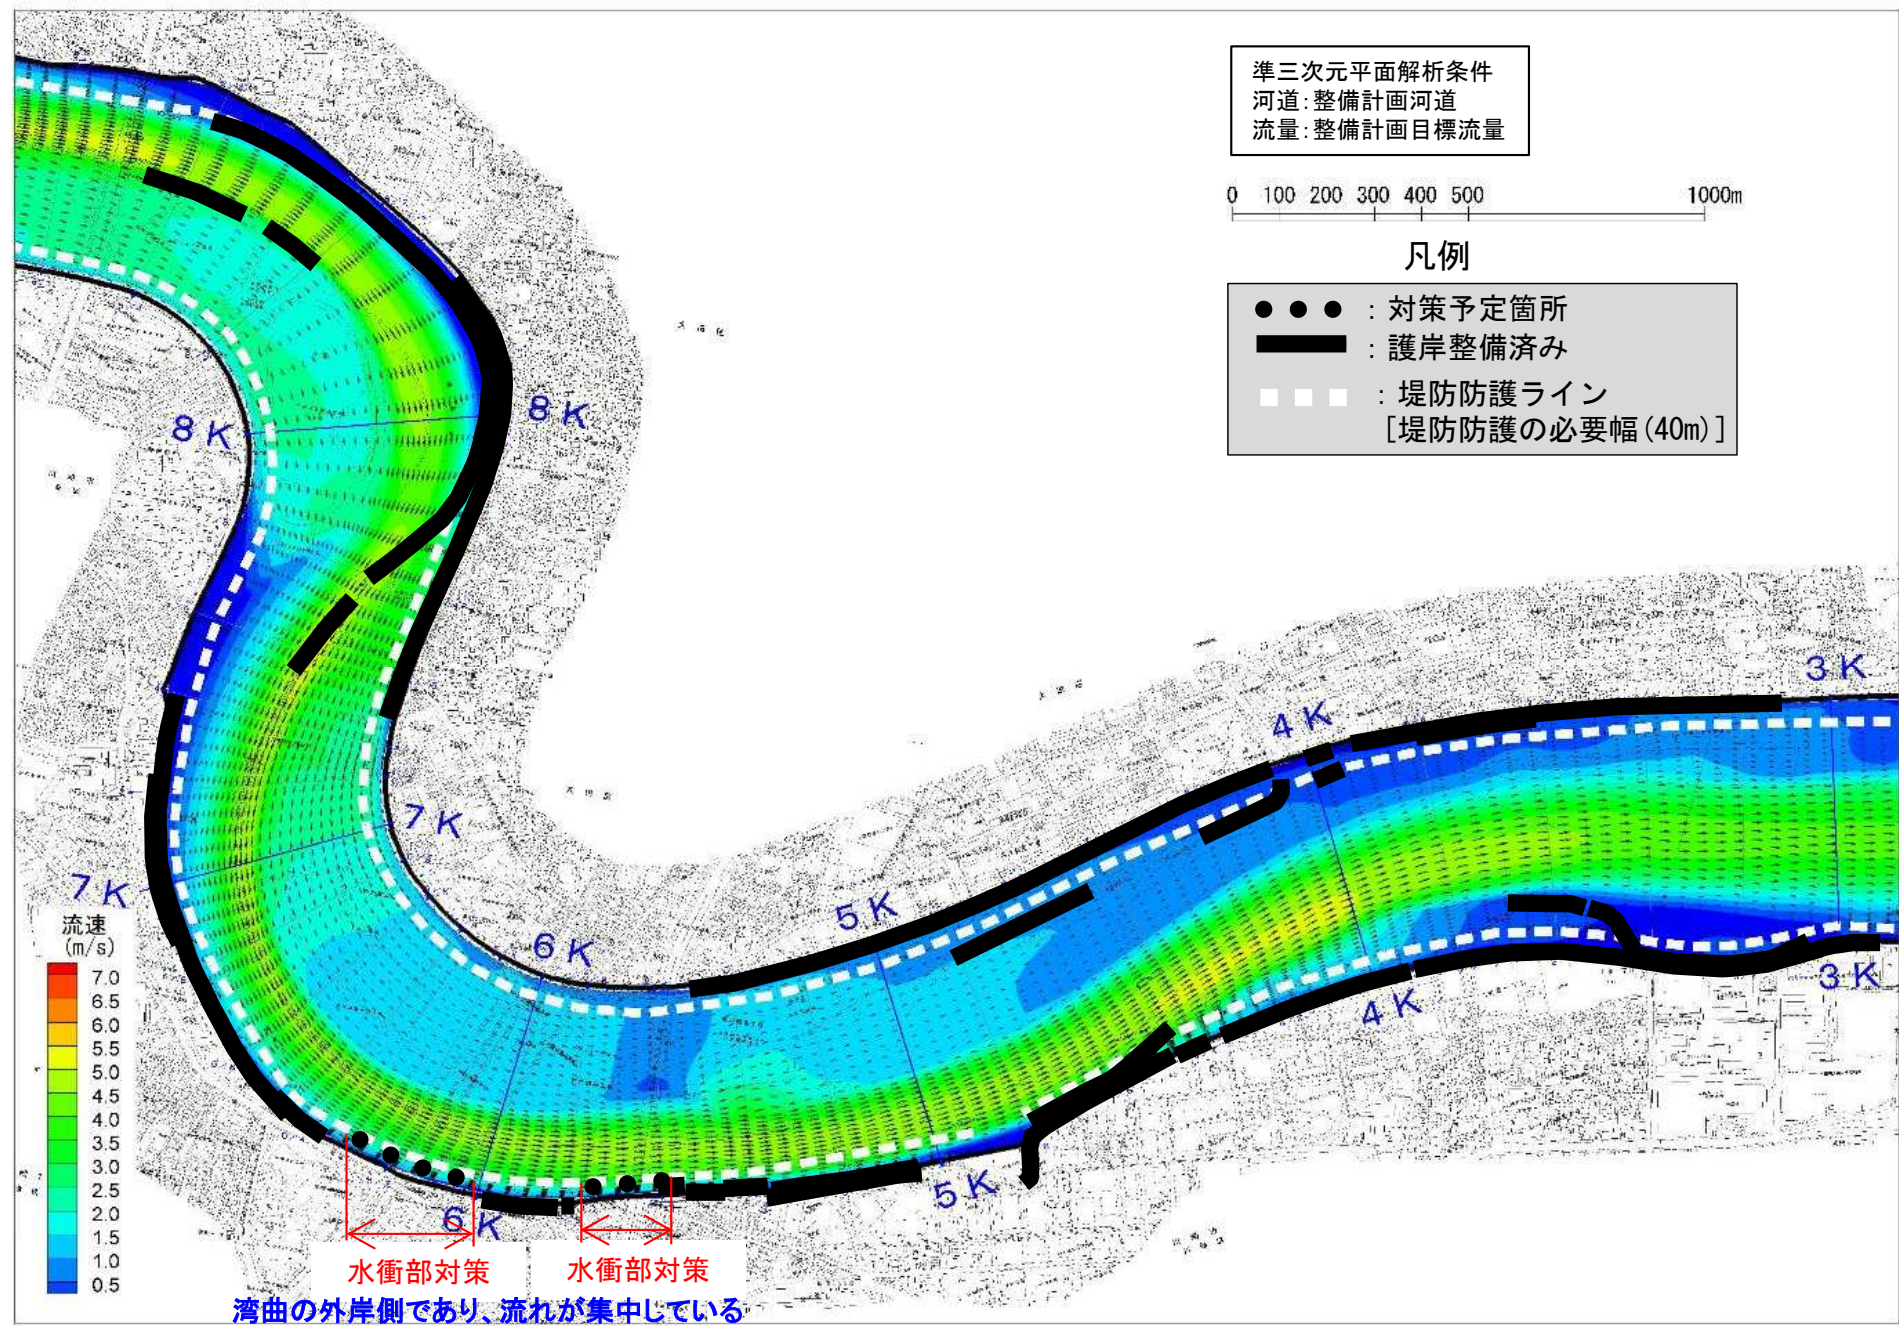 準三次元平面解析条件
河道:整備計画河道
流量:整備計画目標流量
0 100 200 300 400 500 1000m
凡例
:対策予定箇所
:護岸整備済み
:堤防防護ライン
[堤防防護の必要幅(40m)]
8K
8K
7K
7K
6K
6K
5K
5K
4K
4K
3K
3K
流速
(m/s)
7.0
6.5
6.0
5.5
5.0
4.5
4.0
3.5
3.0
2.5
2.0
1.5
1.0
0.5
水衝部対策
水衝部対策
湾曲の外岸側であり、流れが集中している